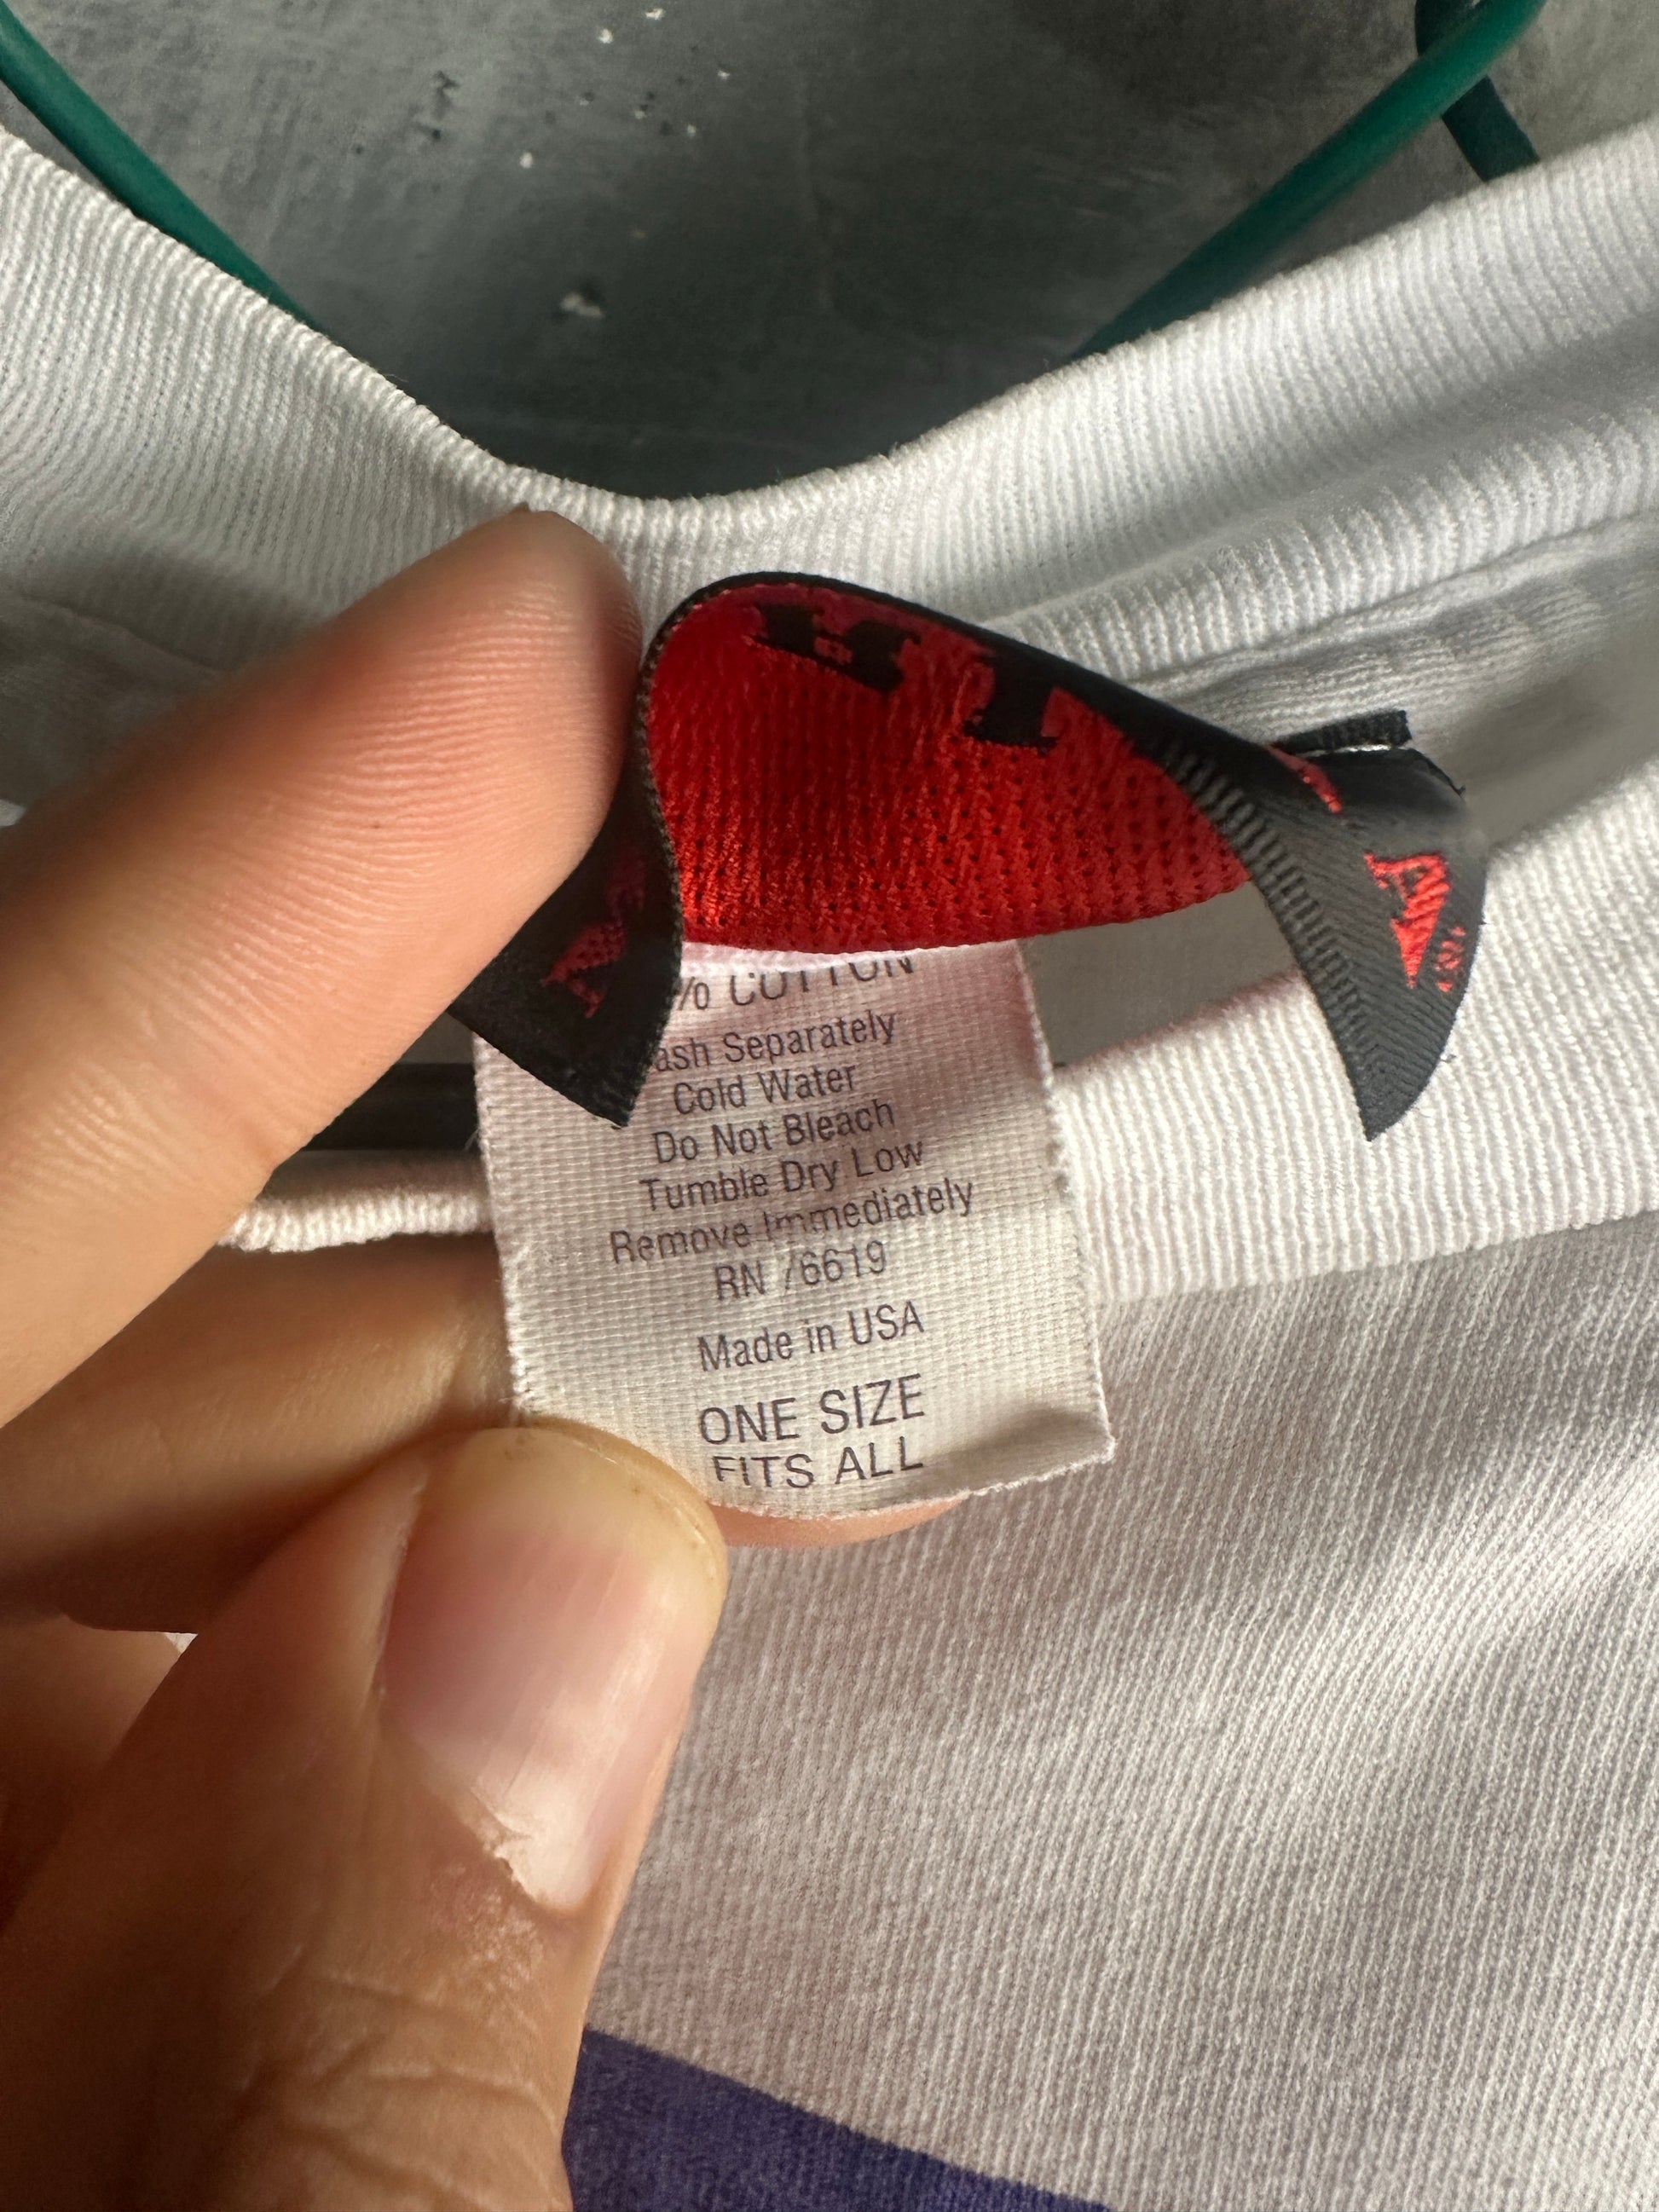 % COTTON
ash Separately
Cold Water
Do Not Bleach
Tumble Dry Low
Remove Immediately
RN 76619
Made in USA
ONE SIZE
FITS ALL